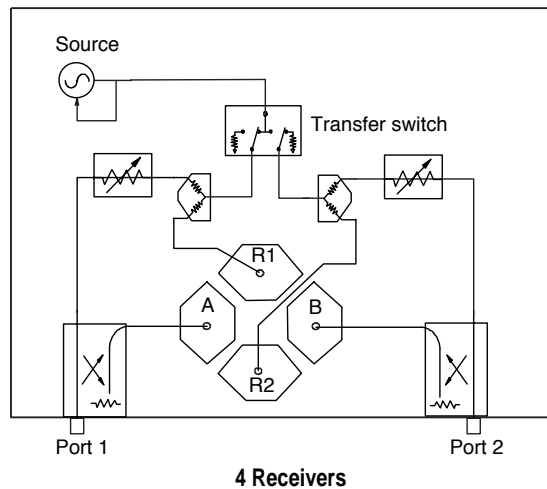 Source
Transfer switch
R1
A
B
R2
Port 1
Port 2
4 Receivers